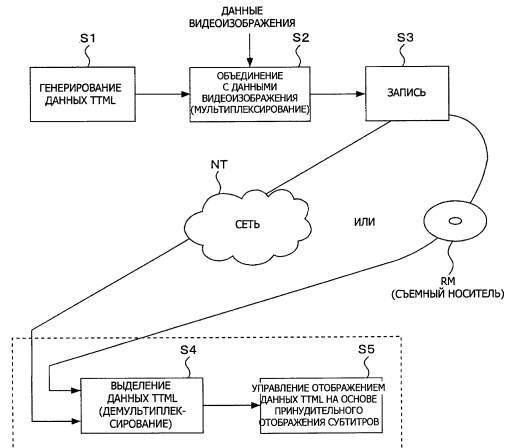 ДАННЫЕ
ВИДЕОИЗОБРАЖЕНИЯ
S1
S2
S3
ГЕНЕРИРОВАНИЕ
ДАННЫХ TTML
ОБЪЕДИНЕНИЕ
С ДАННЫМИ
ВИДЕОИЗОБРАЖЕНИЯ
(МУЛЬТИПЛЕКСИРОВАНИЕ)
ЗАПИСЬ
NT
СЕТЬ
ИЛИ
RM
(СЪЕМНЫЙ НОСИТЕЛЬ)
S4
S5
ВЫДЕЛЕНИЕ
ДАННЫХ TTML
(ДЕМУЛЬТИПЛЕК-
СИРОВАНИЕ)
УПРАВЛЕНИЕ ОТОБРАЖЕНИЕМ
ДАННЫХ TTML НА ОСНОВЕ
ПРИНУДИТЕЛЬНОГО
ОТОБРАЖЕНИЯ СУБТИТРОВ